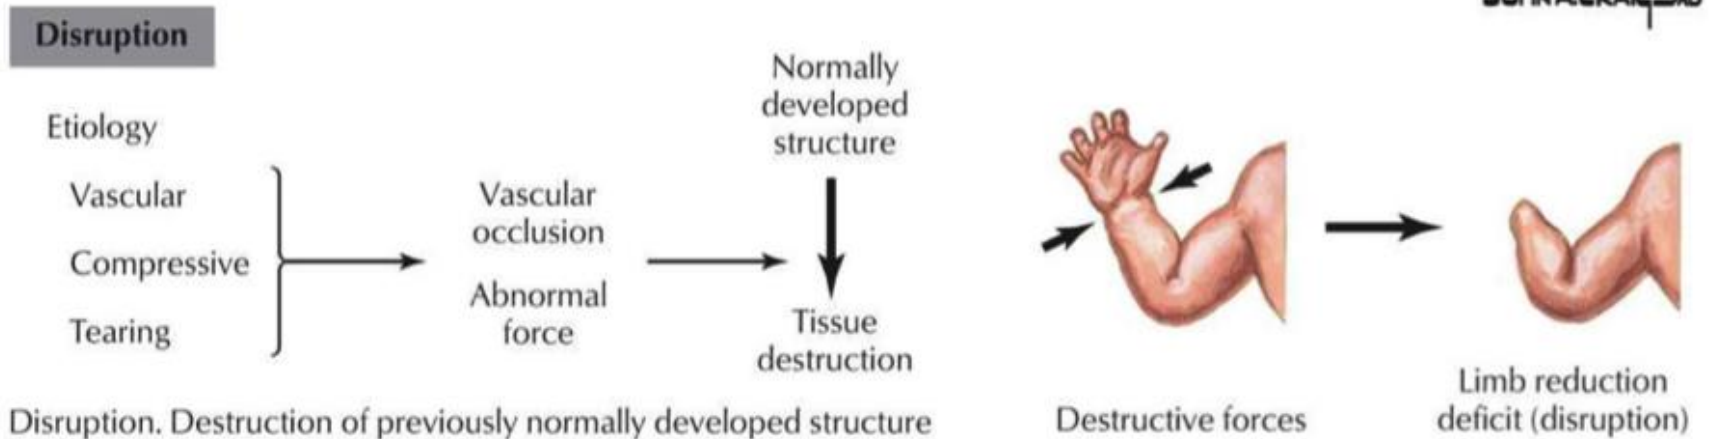 Disruption
Etiology
Vascular
Compressive
Tearing
Vascular
occlusion
Abnormal
force
Normally
developed
structure
Tissue
destruction
Disruption. Destruction of previously normally developed structure
Destructive forces
Limb reduction
deficit (disruption)